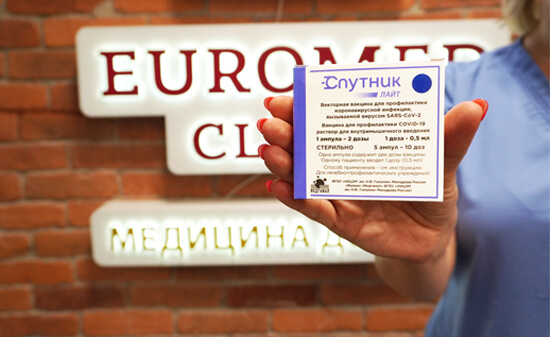 EUROMED
CL
МЕДИЦИНА Д
Спутник
ЛАЙТ
Векторная вакцина для профилактики
коронавирусной инфекции,
вызываемой вирусом SARS-CoV-2
Вакцина для профилактики COVID-19
раствор для внутримышечного введения
1 ампула – 2 дозы 1 доза - 0,5 мл
СТЕРИЛЬНО 5 ампул – 10 доз
Одна ампула содержит две дозы вакцины
Одному пациенту вводят 1 дозу (0,5 мл)
Способ применения – см. инструкцию
Для лечебно-профилактических учреждений